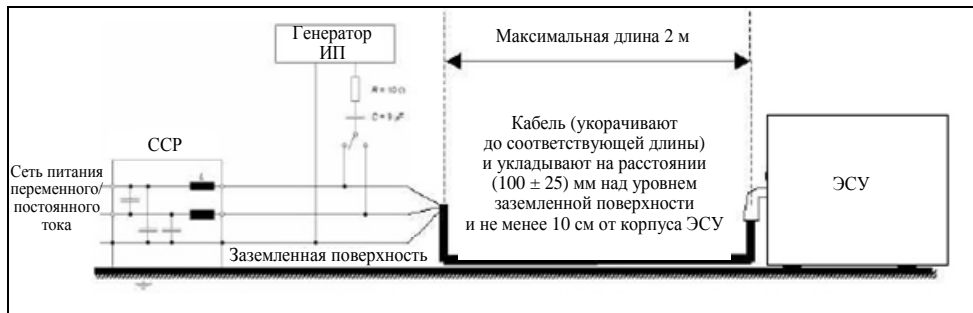 Генератор
ИП
Максимальная длина 2 м
R = 10 Ω
C = 9 µF
Кабель (укорачивают
до соответствующей длины)
и укладывают на расстоянии
(100 ± 25) мм над уровнем
заземленной поверхности
и не менее 10 см от корпуса ЭСУ
ССР
L
Сеть питания
переменного/
постоянного
тока
ЭСУ
Заземленная поверхность